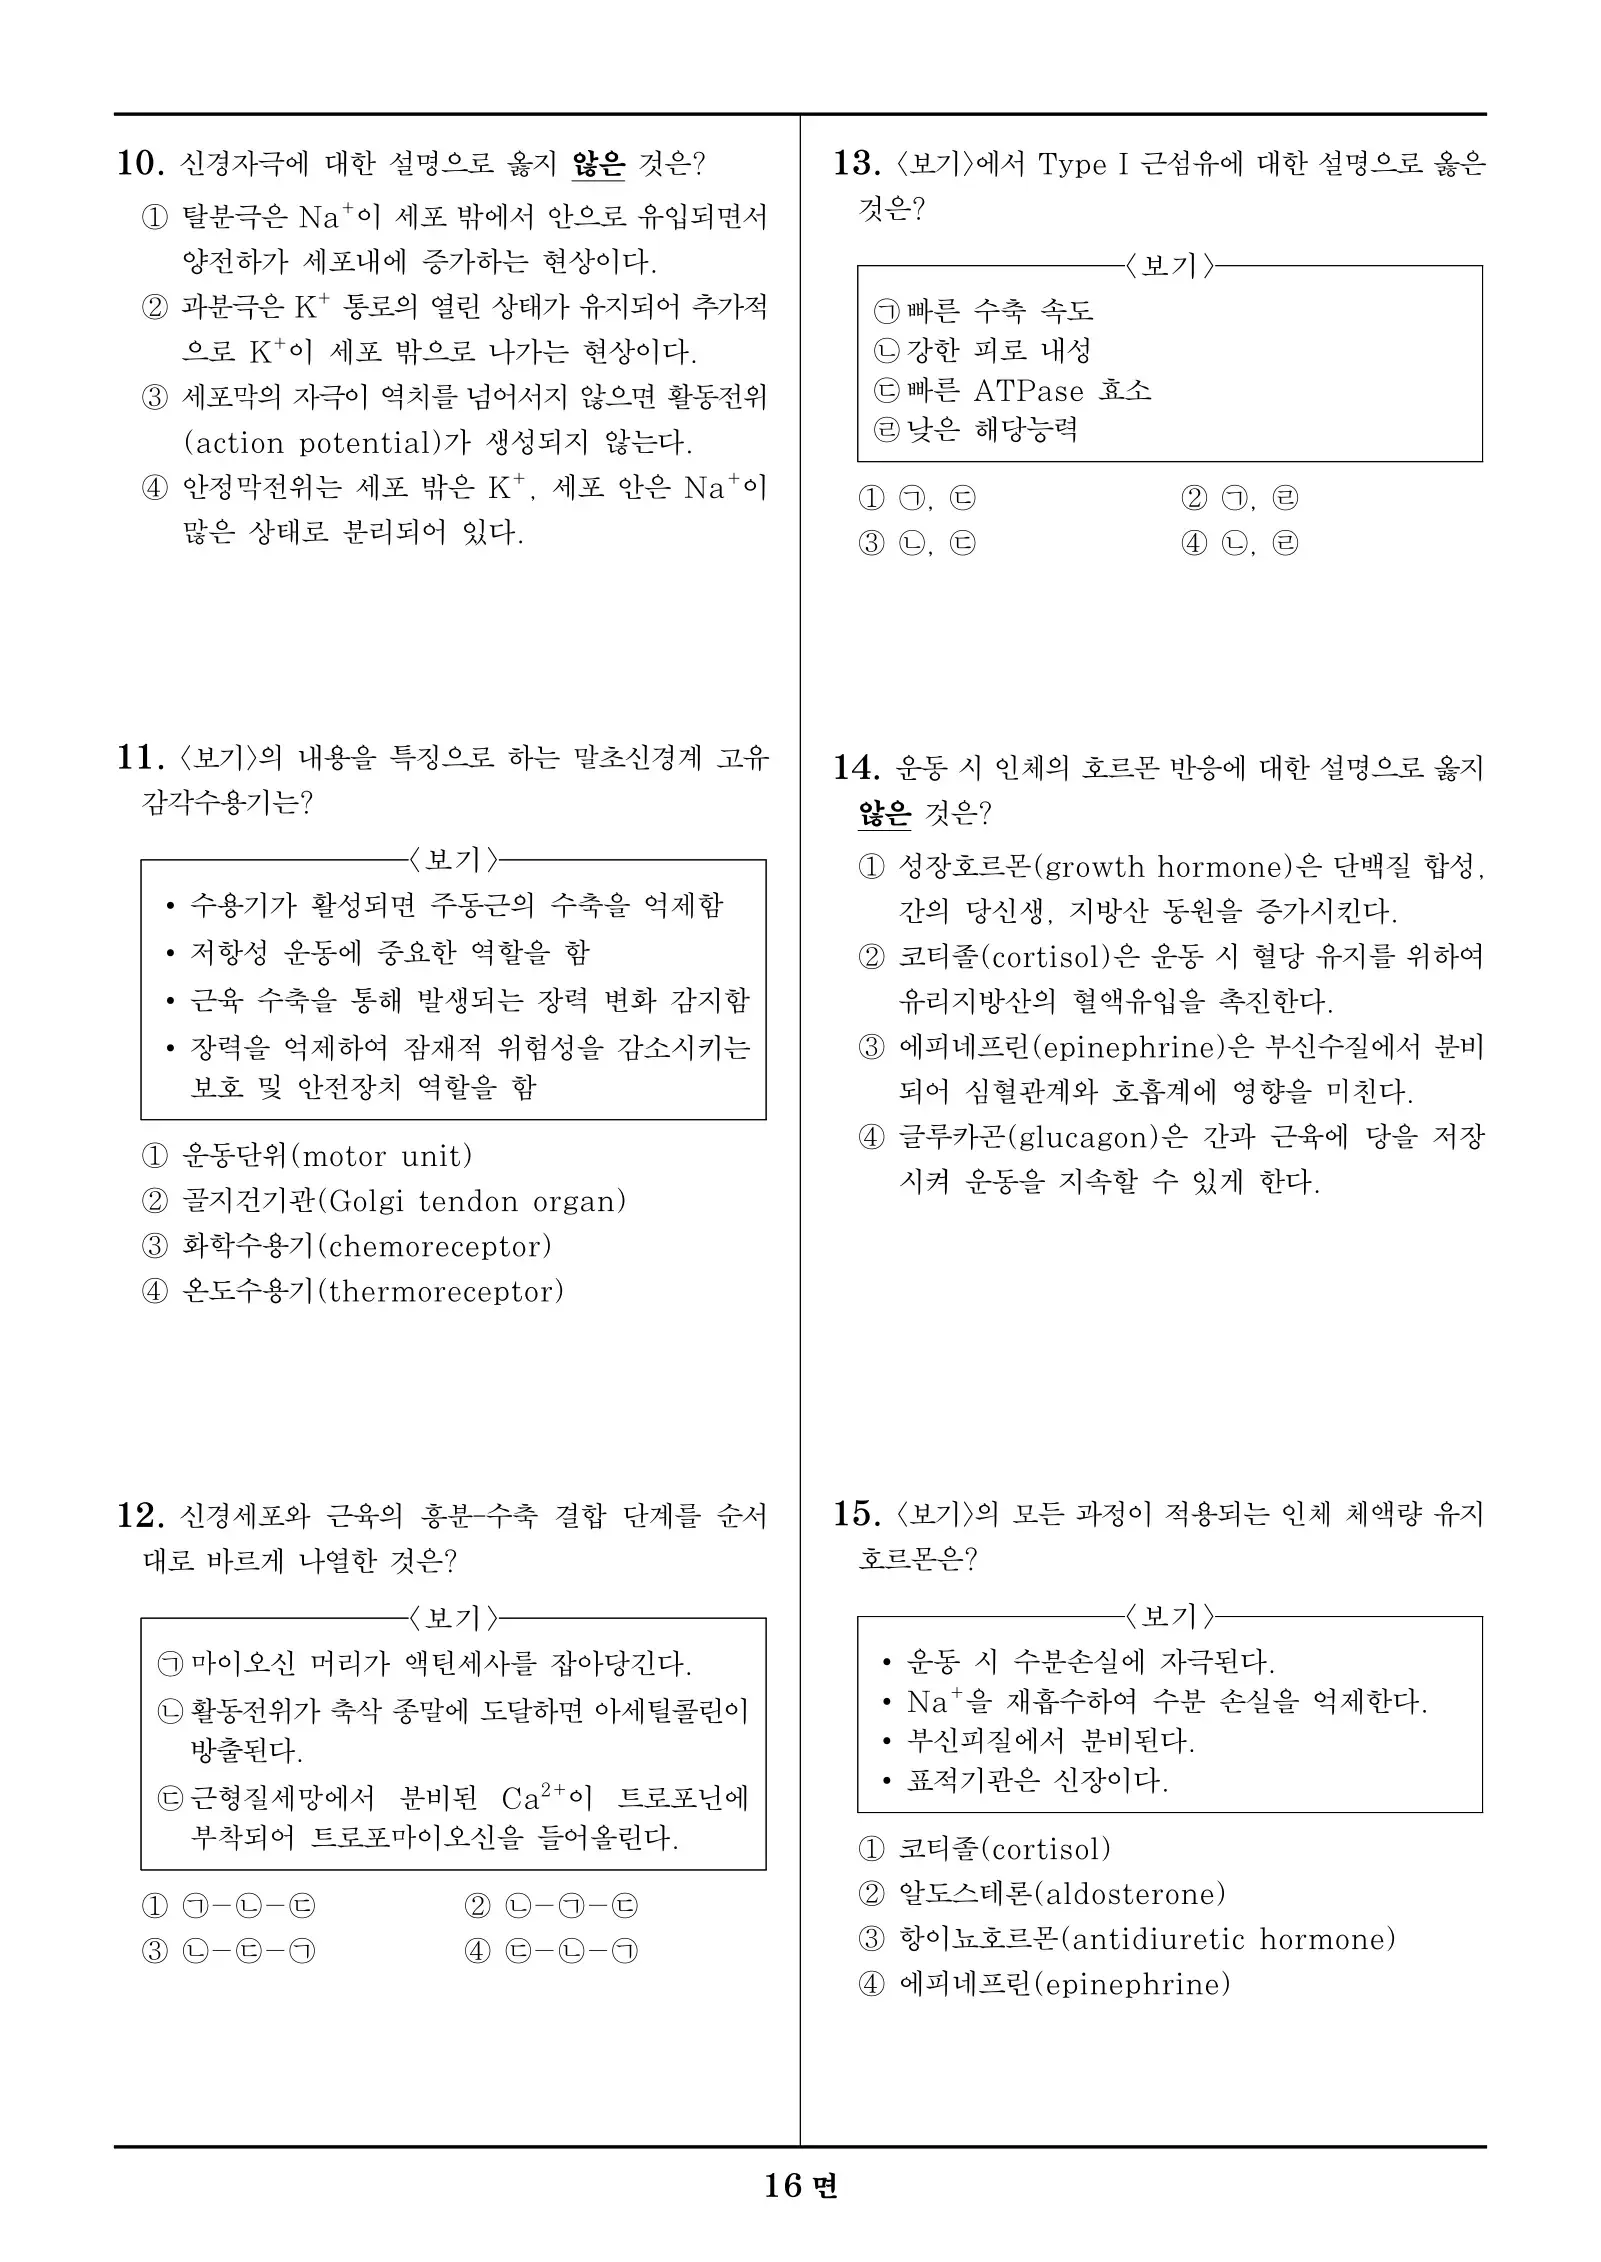 10. 신경자극에 대한 설명으로 옳지 않은 것은?
① 탈분극은 Na⁺이 세포 밖에서 안으로 유입되면서
양전하가 세포내에 증가하는 현상이다.
② 과분극은 K⁺ 통로의 열린 상태가 유지되어 추가적
으로 K⁺이 세포 밖으로 나가는 현상이다.
③ 세포막의 자극이 역치를 넘어서지 않으면 활동전위
(action potential)가 생성되지 않는다.
④ 안정막전위는 세포 밖은 K⁺, 세포 안은 Na⁺이
많은 상태로 분리되어 있다.
11. 〈보기〉의 내용을 특징으로 하는 말초신경계 고유
감각수용기는?
〈보기〉
• 수용기가 활성되면 주동근의 수축을 억제함
• 저항성 운동에 중요한 역할을 함
• 근육 수축을 통해 발생되는 장력 변화 감지함
• 장력을 억제하여 잠재적 위험성을 감소시키는
보호 및 안전장치 역할을 함
① 운동단위(motor unit)
② 골지건기관(Golgi tendon organ)
③ 화학수용기(chemoreceptor)
④ 온도수용기(thermoreceptor)
12. 신경세포와 근육의 흥분-수축 결합 단계를 순서
대로 바르게 나열한 것은?
〈보기〉
㉠ 마이오신 머리가 액틴세사를 잡아당긴다.
㉡ 활동전위가 축삭 종말에 도달하면 아세틸콜린이
방출된다.
㉢ 근형질세망에서 분비된 Ca²⁺이 트로포닌에
부착되어 트로포마이오신을 들어올린다.
① ㉠-㉡-㉢ ② ㉡-㉠-㉢
③ ㉡-㉢-㉠ ④ ㉢-㉡-㉠
13. 〈보기〉에서 Type I 근섬유에 대한 설명으로 옳은
것은?
〈보기〉
㉠ 빠른 수축 속도
㉡ 강한 피로 내성
㉢ 빠른 ATPase 효소
㉣ 낮은 해당능력
① ㉠, ㉢ ② ㉠, ㉣
③ ㉡, ㉢ ④ ㉡, ㉣
14. 운동 시 인체의 호르몬 반응에 대한 설명으로 옳지
않은 것은?
① 성장호르몬(growth hormone)은 단백질 합성,
간의 당신생, 지방산 동원을 증가시킨다.
② 코티졸(cortisol)은 운동 시 혈당 유지를 위하여
유리지방산의 혈액유입을 촉진한다.
③ 에피네프린(epinephrine)은 부신수질에서 분비
되어 심혈관계와 호흡계에 영향을 미친다.
④ 글루카곤(glucagon)은 간과 근육에 당을 저장
시켜 운동을 지속할 수 있게 한다.
15. 〈보기〉의 모든 과정이 적용되는 인체 체액량 유지
호르몬은?
〈보기〉
• 운동 시 수분손실에 자극된다.
• Na⁺을 재흡수하여 수분 손실을 억제한다.
• 부신피질에서 분비된다.
• 표적기관은 신장이다.
① 코티졸(cortisol)
② 알도스테론(aldosterone)
③ 항이뇨호르몬(antidiuretic hormone)
④ 에피네프린(epinephrine)
16 면